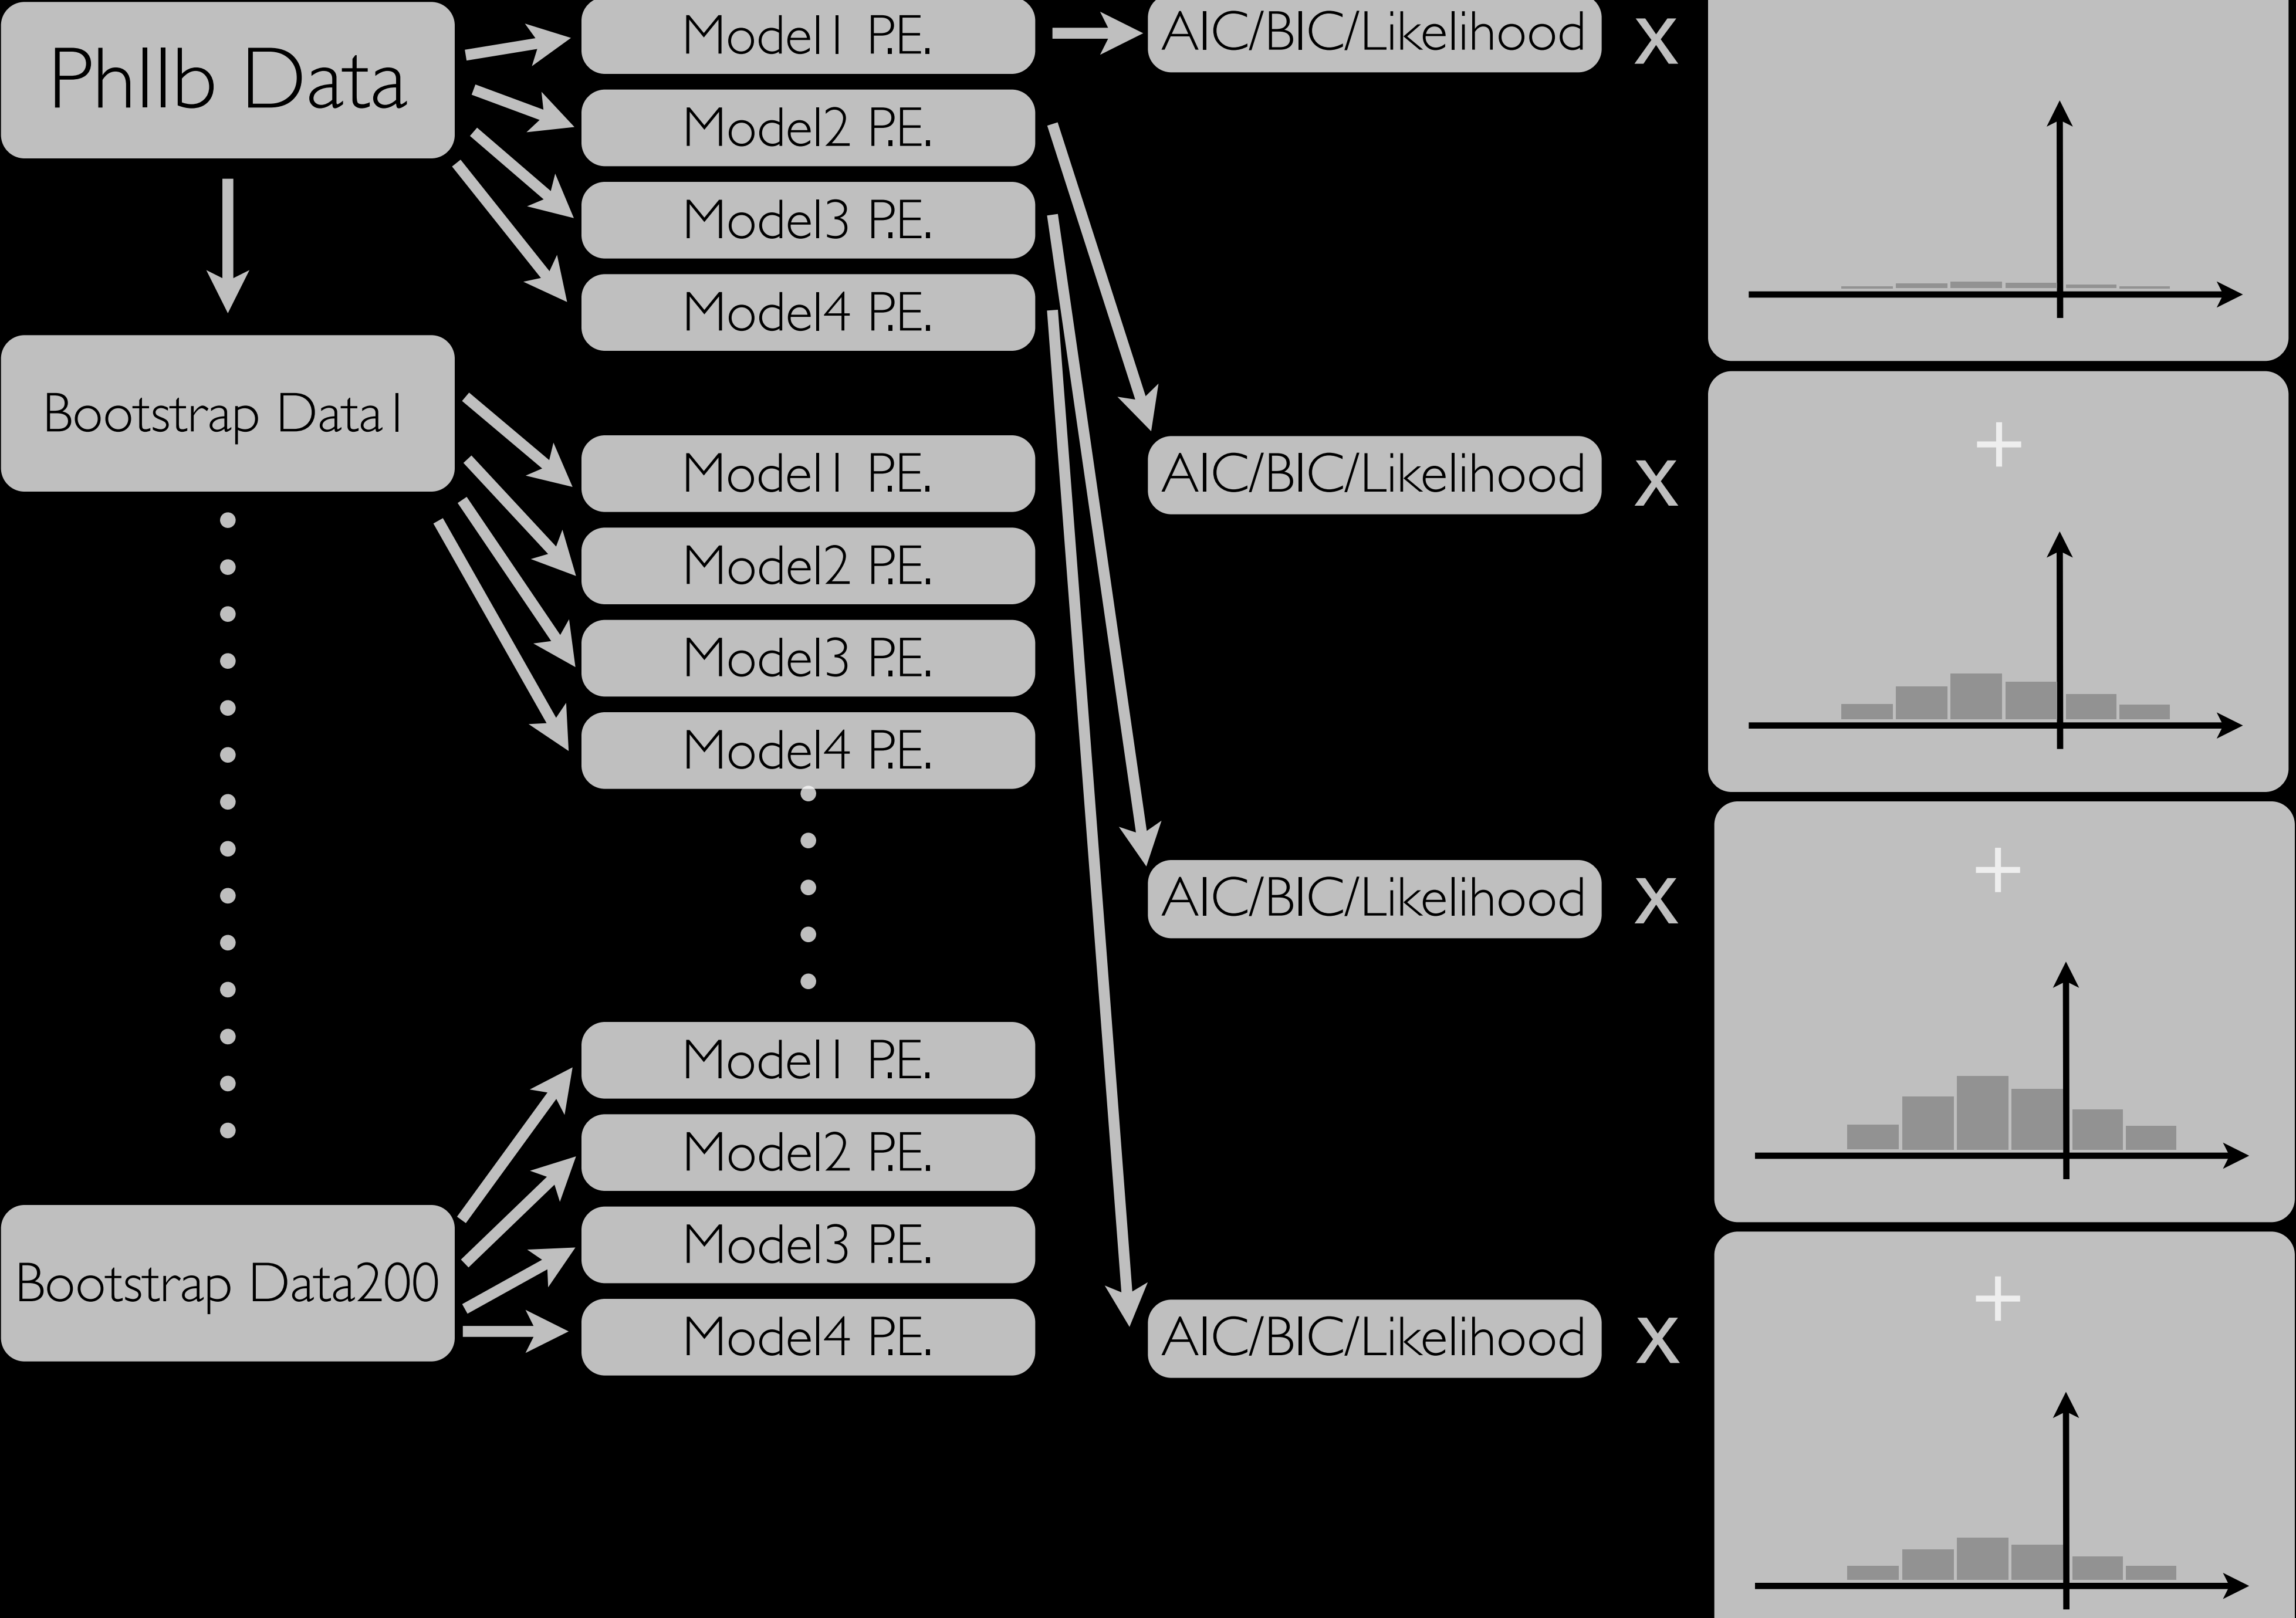 PhIIb Data
Model1 P.E.
Model2 P.E.
Model3 P.E.
Model4 P.E.
AIC/BIC/Likelihood
x
Bootstrap Data1
Model1 P.E.
Model2 P.E.
Model3 P.E.
Model4 P.E.
AIC/BIC/Likelihood
x
+
AIC/BIC/Likelihood
x
+
Bootstrap Data200
Model1 P.E.
Model2 P.E.
Model3 P.E.
Model4 P.E.
AIC/BIC/Likelihood
x
+